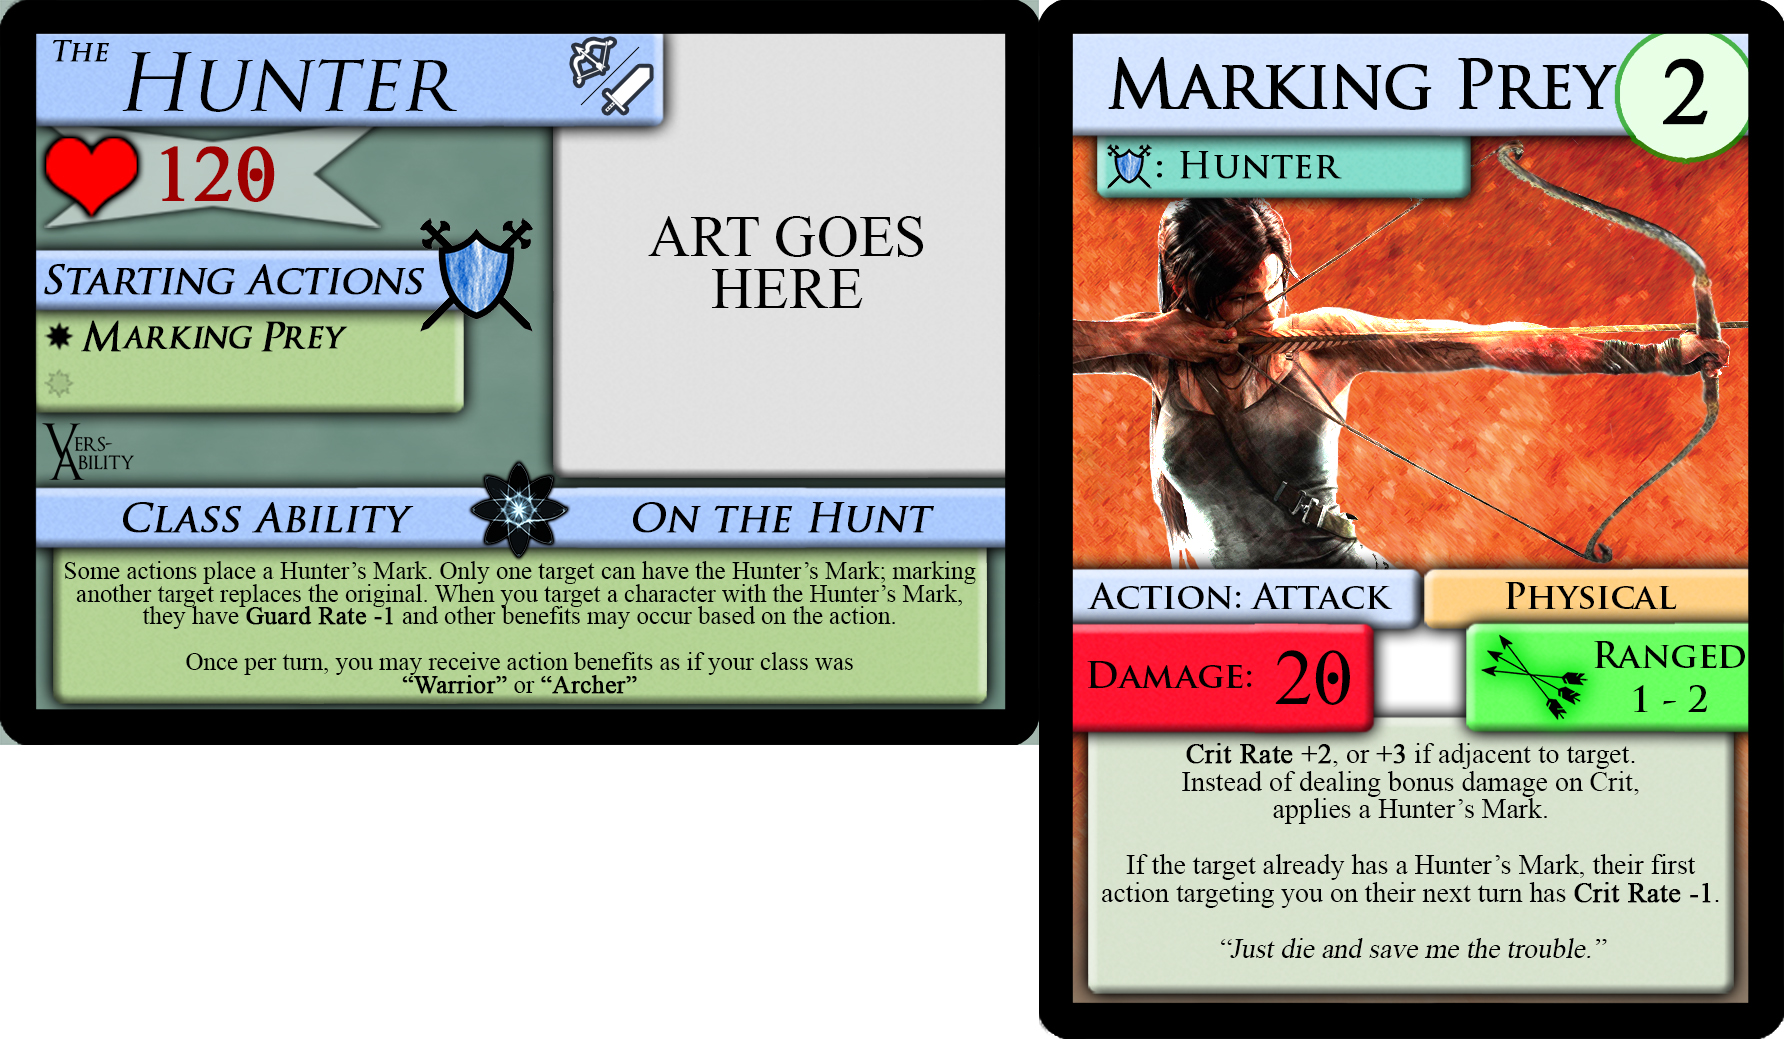 THE
HUNTER
120
STARTING ACTIONS
MARKING PREY
VERS-
ABILITY
ART GOES
HERE
CLASS ABILITY
ON THE HUNT
Some actions place a Hunter’s Mark. Only one target can have the Hunter’s Mark; marking
another target replaces the original. When you target a character with the Hunter’s Mark,
they have Guard Rate -1 and other benefits may occur based on the action.
Once per turn, you may receive action benefits as if your class was
“Warrior” or “Archer”
MARKING PREY
2
: HUNTER
ACTION: ATTACK
PHYSICAL
DAMAGE: 20
RANGED
1 - 2
Crit Rate +2, or +3 if adjacent to target.
Instead of dealing bonus damage on Crit,
applies a Hunter’s Mark.
If the target already has a Hunter’s Mark, their first
action targeting you on their next turn has Crit Rate -1.
“Just die and save me the trouble.”